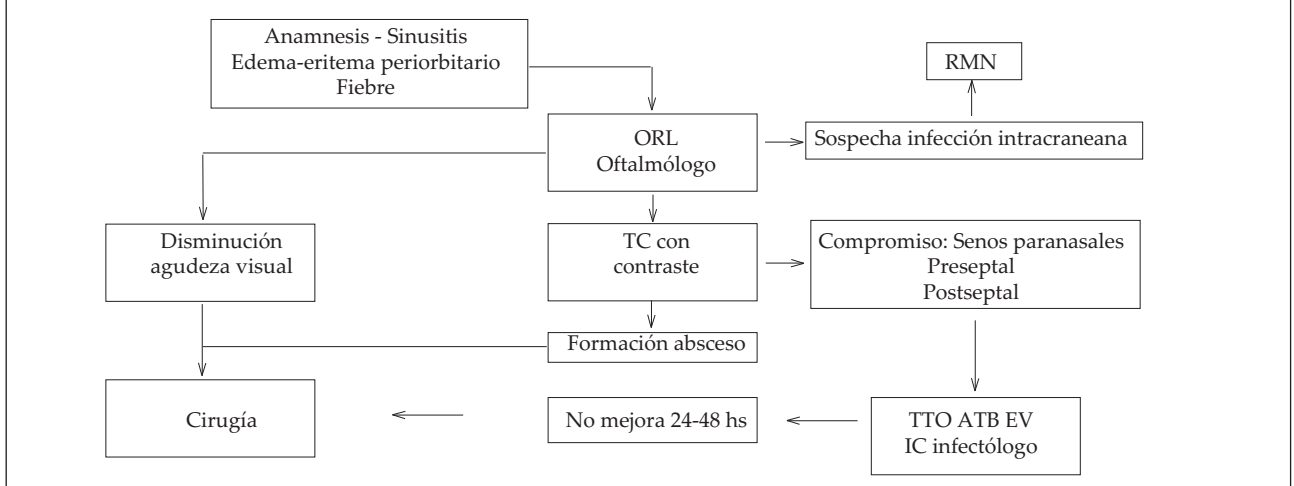 Anamnesis - Sinusitis
Edema-eritema periorbitario
Fiebre
RMN
ORL
Oftalmólogo
Sospecha infección intracraneana
Disminución
agudeza visual
TC con
contraste
Compromiso: Senos paranasales
Preseptal
Postseptal
Formación absceso
Cirugía
No mejora 24-48 hs
TTO ATB EV
IC infectólogo